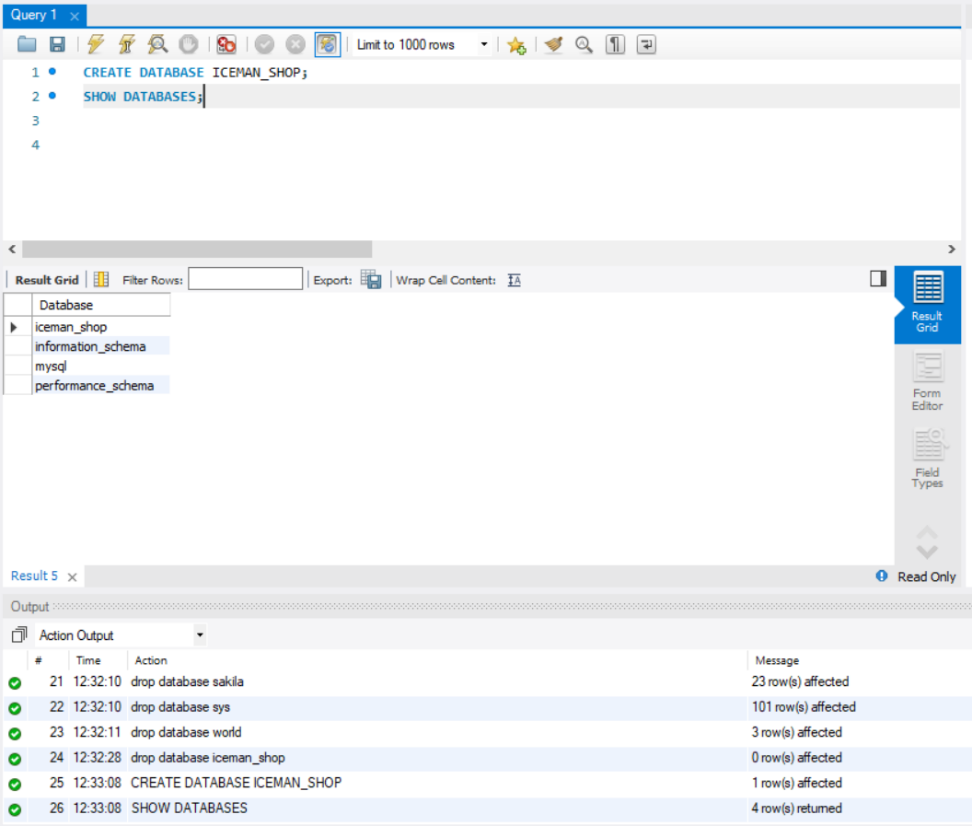 Query 1
Limit to 1000 rows
1 CREATE DATABASE ICEMAN_SHOP;
2 SHOW DATABASES;
3
4
Result Grid Filter Rows: Export: Wrap Cell Content:
Database
iceman_shop
information_schema
mysql
performance_schema
Result
Grid
Form
Editor
Field
Types
Result 5 Read Only
Output
Action Output
# Time Action Message
21 12:32:10 drop database sakila 23 row(s) affected
22 12:32:10 drop database sys 101 row(s) affected
23 12:32:11 drop database world 3 row(s) affected
24 12:32:28 drop database iceman_shop 0 row(s) affected
25 12:33:08 CREATE DATABASE ICEMAN_SHOP 1 row(s) affected
26 12:33:08 SHOW DATABASES 4 row(s) returned